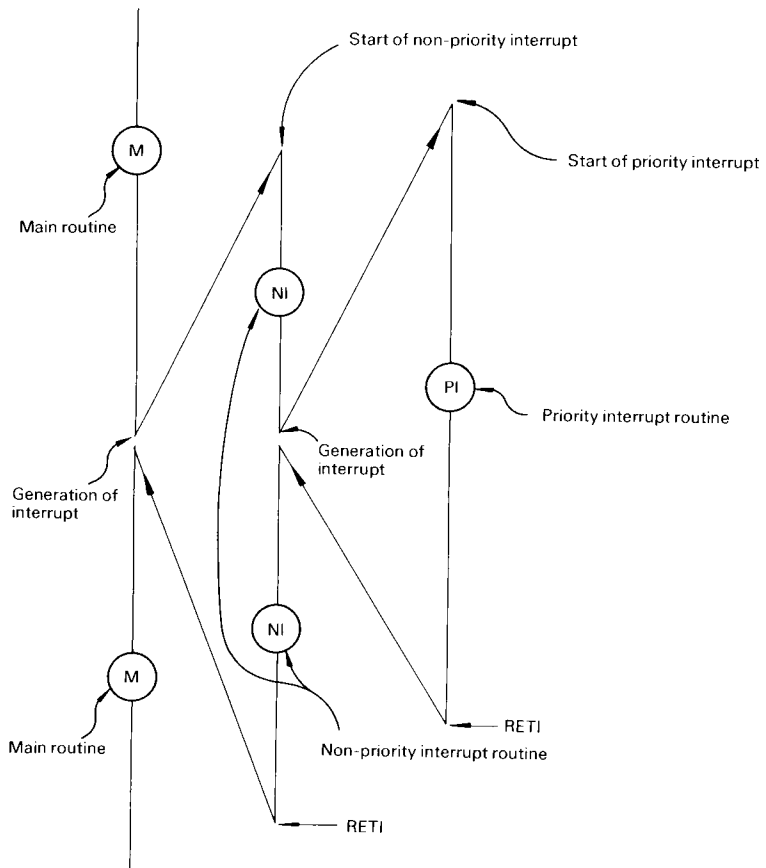 Start of non-priority interrupt
M
Start of priority interrupt
Main routine
NI
PI
Priority interrupt routine
Generation of
interrupt
Generation of
interrupt
NI
M
Main routine
Non-priority interrupt routine
RETI
RETI